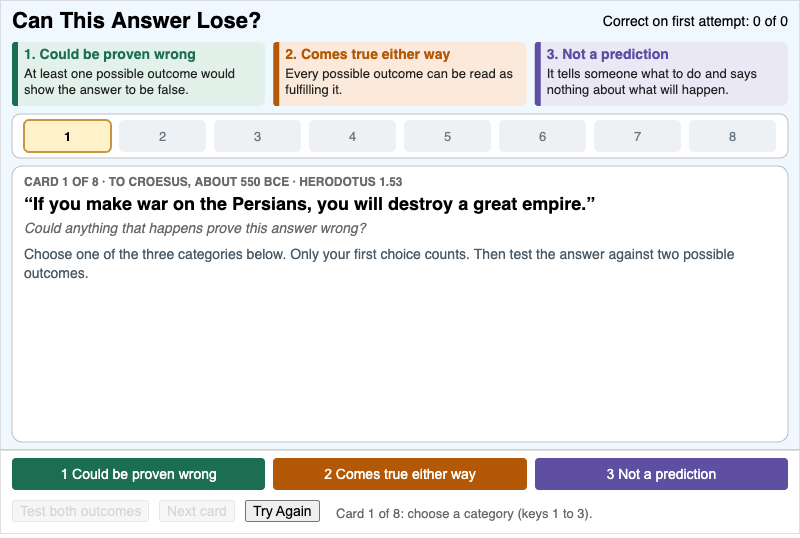 Can This Answer Lose?
Correct on first attempt: 0 of 0
1. Could be proven wrong
At least one possible outcome would
show the answer to be false.
2. Comes true either way
Every possible outcome can be read as
fulfilling it.
3. Not a prediction
It tells someone what to do and says
nothing about what will happen.
1 2 3 4 5 6 7 8
CARD 1 OF 8 · TO CROESUS, ABOUT 550 BCE · HERODOTUS 1.53
“If you make war on the Persians, you will destroy a great empire.”
Could anything that happens prove this answer wrong?
Choose one of the three categories below. Only your first choice counts. Then test the answer against two possible
outcomes.
1 Could be proven wrong
2 Comes true either way
3 Not a prediction
Test both outcomes
Next card
Try Again
Card 1 of 8: choose a category (keys 1 to 3).